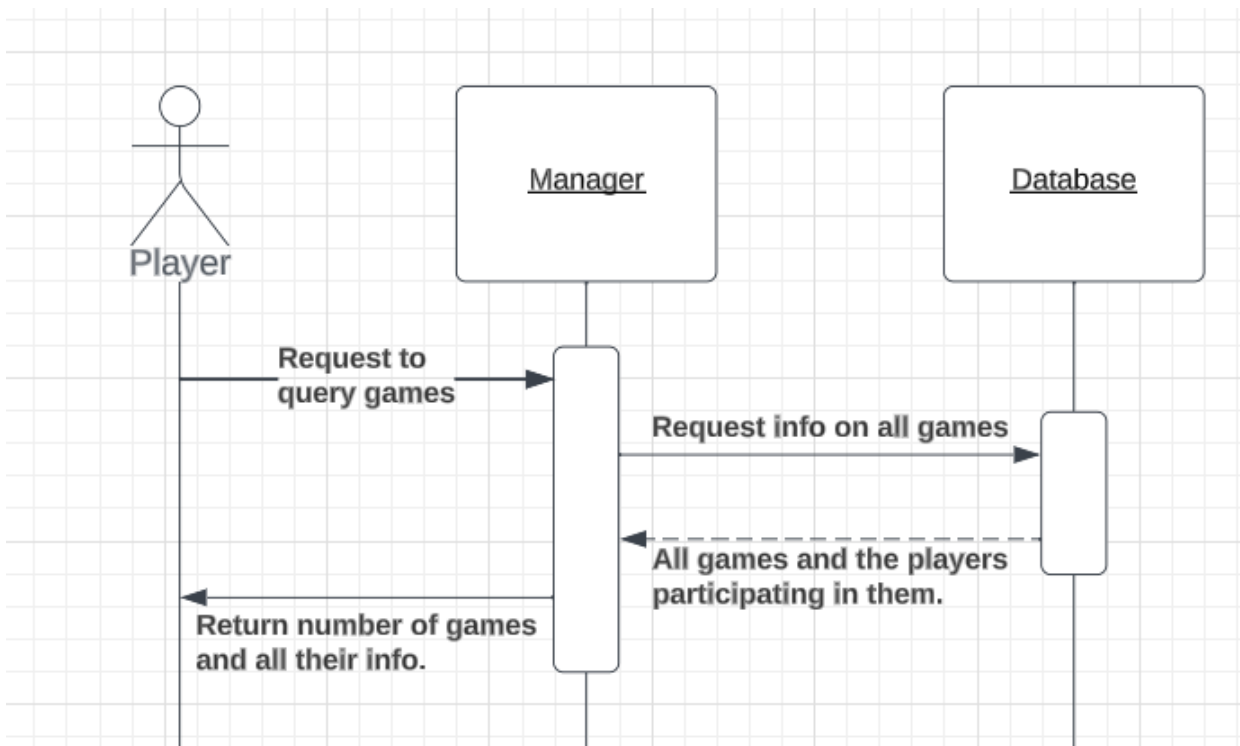 Player
Manager
Database
Request to
query games
Request info on all games
All games and the players
participating in them.
Return number of games
and all their info.